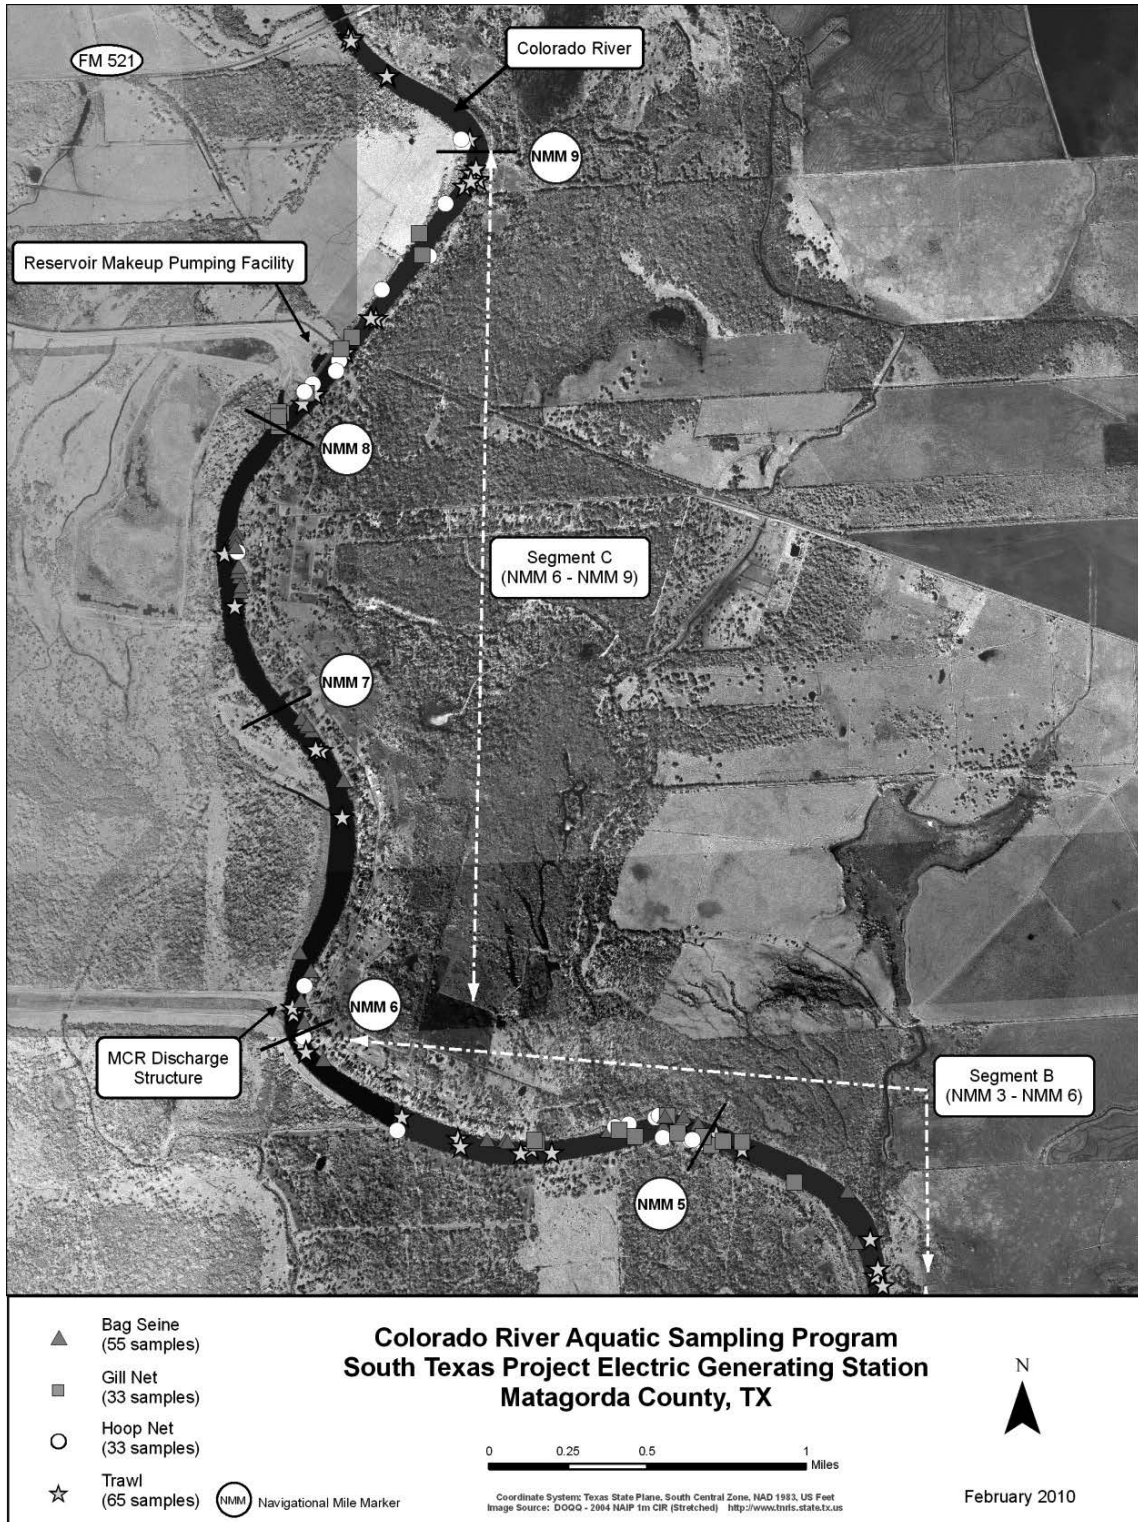 FM 521
Colorado River
NMM 9
Reservoir Makeup Pumping Facility
NMM 8
Segment C
(NMM 6 - NMM 9)
NMM 7
NMM 6
MCR Discharge
Structure
Segment B
(NMM 3 - NMM 6)
NMM 5
Bag Seine
(55 samples)
Gill Net
(33 samples)
Hoop Net
(33 samples)
Trawl
(65 samples)
NMM Navigational Mile Marker
Colorado River Aquatic Sampling Program
South Texas Project Electric Generating Station
Matagorda County, TX
0 0.25 0.5 1
Miles
Coordinate System: Texas State Plane, South Central Zone, NAD 1983, US Feet
Image Source: DOQQ - 2004 NAIP 1m CIR (Stretched) http://www.tnris.state.tx.us
N
February 2010